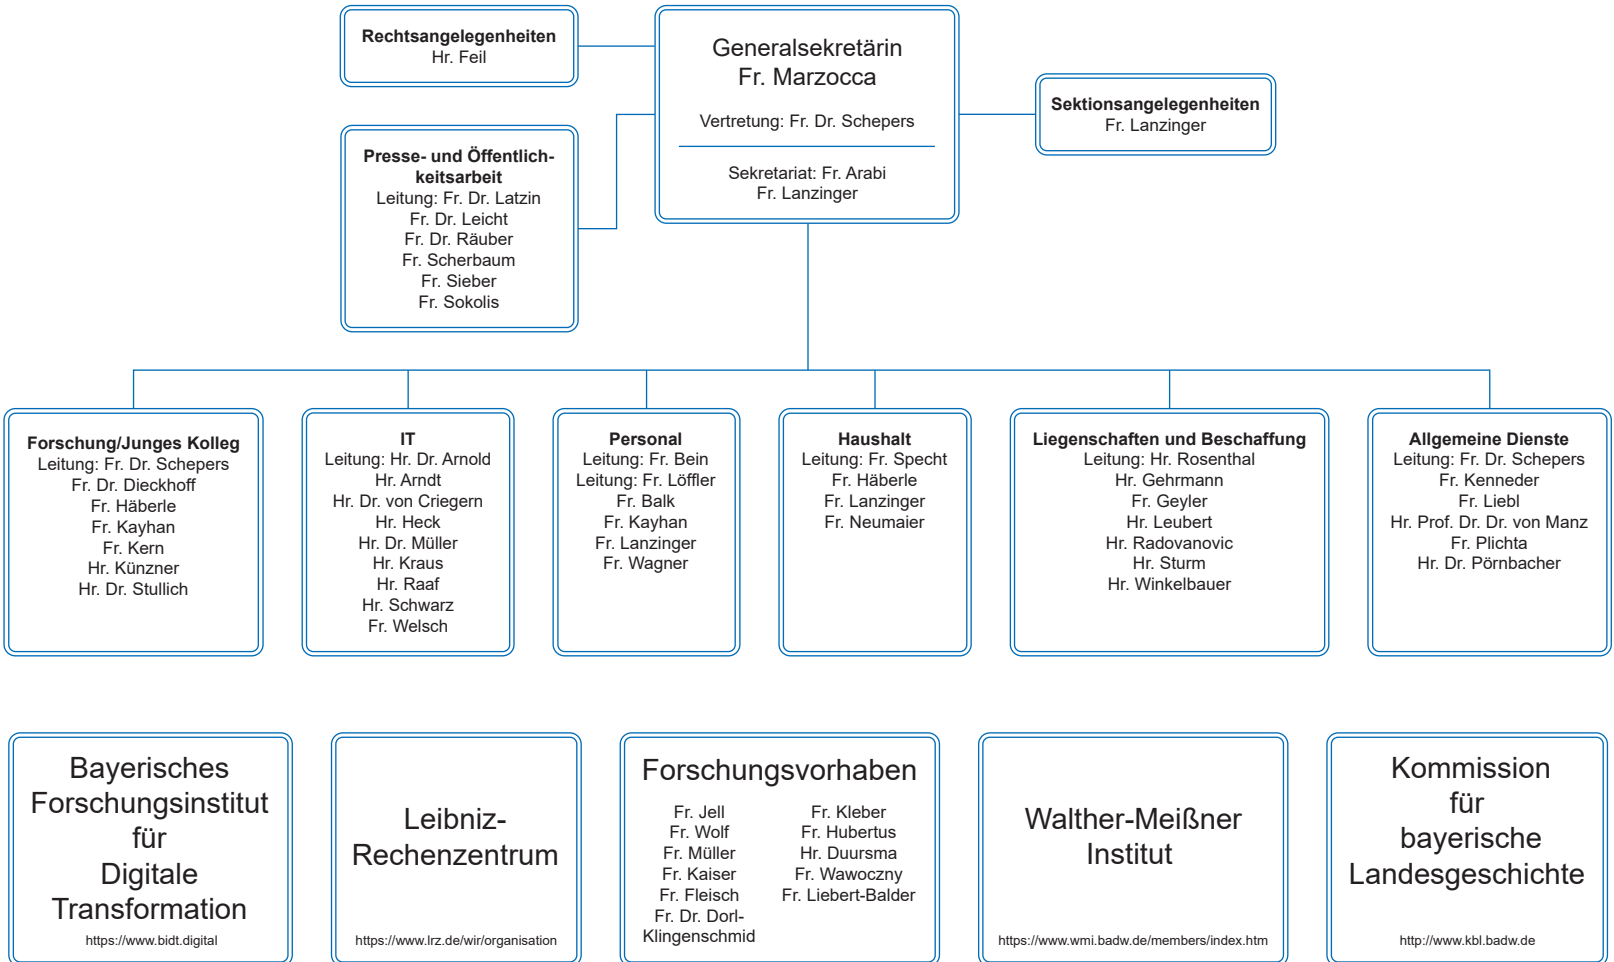 Rechtsangelegenheiten
Hr. Feil
Generalsekretärin
Fr. Marzocca
Vertretung: Fr. Dr. Schepers
Sekretariat: Fr. Arabi
Fr. Lanzinger
Sektionsangelegenheiten
Fr. Lanzinger
Presse- und Öffentlich-
keitsarbeit
Leitung: Fr. Dr. Latzin
Fr. Dr. Leicht
Fr. Dr. Räuber
Fr. Scherbaum
Fr. Sieber
Fr. Sokolis
Forschung/Junges Kolleg
Leitung: Fr. Dr. Schepers
Fr. Dr. Dieckhoff
Fr. Häberle
Fr. Kayhan
Fr. Kern
Hr. Künzner
Hr. Dr. Stullich
IT
Leitung: Hr. Dr. Arnold
Hr. Arndt
Hr. Dr. von Criegern
Hr. Heck
Hr. Dr. Müller
Hr. Kraus
Hr. Raaf
Hr. Schwarz
Fr. Welsch
Personal
Leitung: Fr. Bein
Leitung: Fr. Löffler
Fr. Balk
Fr. Kayhan
Fr. Lanzinger
Fr. Wagner
Haushalt
Leitung: Fr. Specht
Fr. Häberle
Fr. Lanzinger
Fr. Neumaier
Liegenschaften und Beschaffung
Leitung: Hr. Rosenthal
Hr. Gehrmann
Fr. Geyler
Hr. Leubert
Hr. Radovanovic
Hr. Sturm
Hr. Winkelbauer
Allgemeine Dienste
Leitung: Fr. Dr. Schepers
Fr. Kenneder
Fr. Liebl
Hr. Prof. Dr. Dr. von Manz
Fr. Plichta
Hr. Dr. Pörnbacher
Bayerisches
Forschungsinstitut
für
Digitale
Transformation
https://www.bidt.digital
Leibniz-
Rechenzentrum
https://www.lrz.de/wir/organisation
Forschungsvorhaben
Fr. Jell
Fr. Wolf
Fr. Müller
Fr. Kaiser
Fr. Fleisch
Fr. Dr. Dorl-
Klingenschmid
Fr. Kleber
Fr. Hubertus
Hr. Duursma
Fr. Wawoczny
Fr. Liebert-Balder
Walther-Meißner
Institut
https://www.wmi.badw.de/members/index.htm
Kommission
für
bayerische
Landesgeschichte
http://www.kbl.badw.de